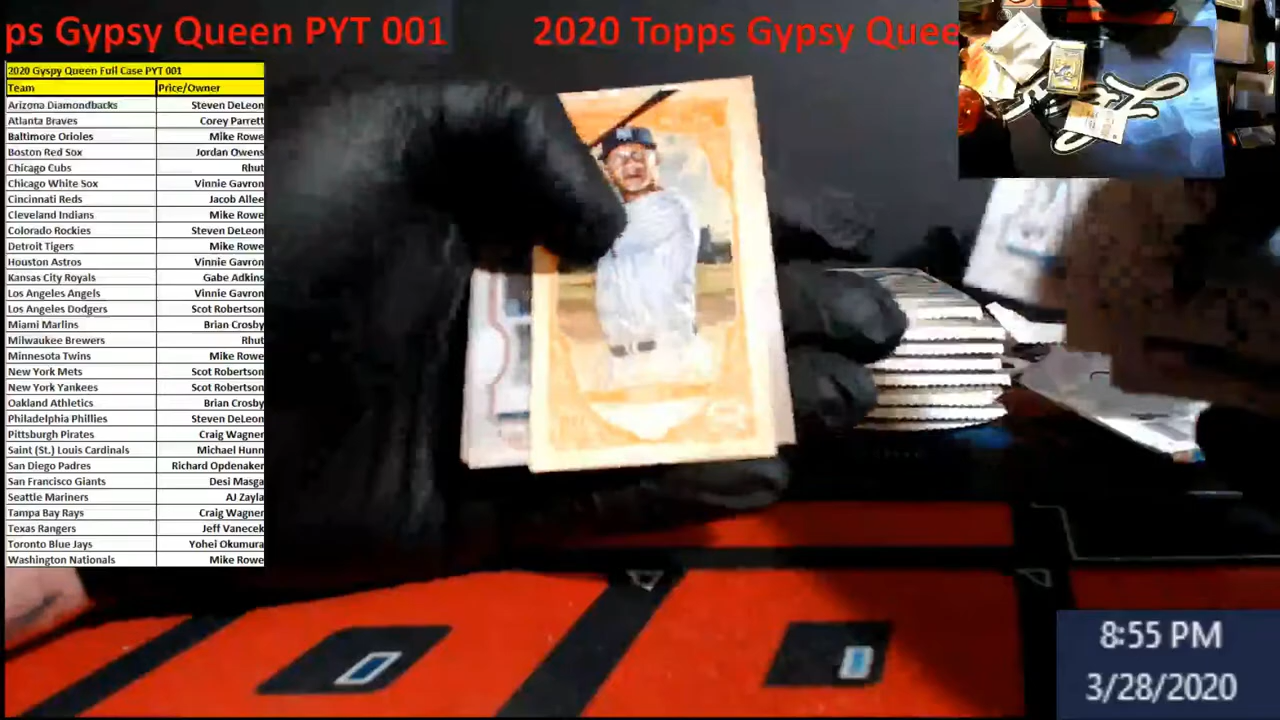 ps Gypsy Queen PYT 001 2020 Topps Gypsy Quee
2020 Gyspy Queen Full Case PYT 001
Team Price/Owner
Arizona Diamondbacks Steven DeLeon
Atlanta Braves Corey Parrett
Baltimore Orioles Mike Rowe
Boston Red Sox Jordan Owens
Chicago Cubs Rhut
Chicago White Sox Vinnie Gavron
Cincinnati Reds Jacob Allee
Cleveland Indians Mike Rowe
Colorado Rockies Steven DeLeon
Detroit Tigers Mike Rowe
Houston Astros Vinnie Gavron
Kansas City Royals Gabe Adkins
Los Angeles Angels Vinnie Gavron
Los Angeles Dodgers Scot Robertson
Miami Marlins Brian Crosby
Milwaukee Brewers Rhut
Minnesota Twins Mike Rowe
New York Mets Scot Robertson
New York Yankees Scot Robertson
Oakland Athletics Brian Crosby
Philadelphia Phillies Steven DeLeon
Pittsburgh Pirates Craig Wagner
Saint (St.) Louis Cardinals Michael Hunn
San Diego Padres Richard Opdenaker
San Francisco Giants Desi Masga
Seattle Mariners AJ Zayla
Tampa Bay Rays Craig Wagner
Texas Rangers Jeff Vanecek
Toronto Blue Jays Yohei Okumura
Washington Nationals Mike Rowe
8:55 PM
3/28/2020